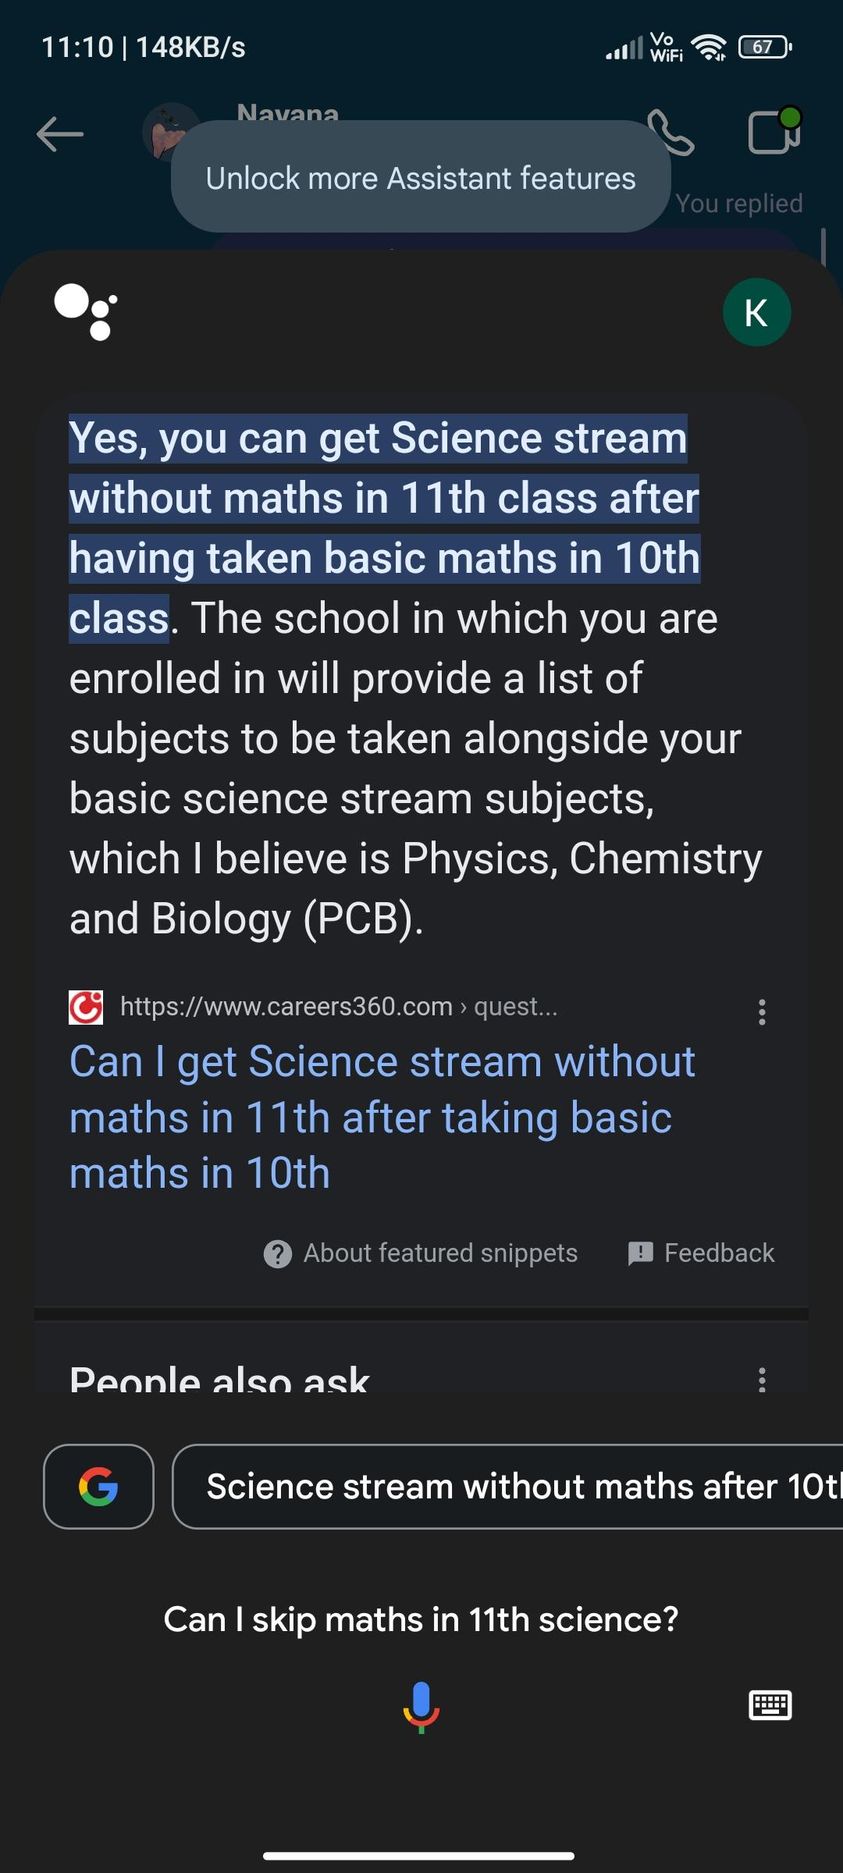 11:10 | 148KB/s
Vo
WiFi
67
Nayana
Unlock more Assistant features
You replied
K
Yes, you can get Science stream
without maths in 11th class after
having taken basic maths in 10th
class. The school in which you are
enrolled in will provide a list of
subjects to be taken alongside your
basic science stream subjects,
which I believe is Physics, Chemistry
and Biology (PCB).
https://www.careers360.com › quest...
Can I get Science stream without
maths in 11th after taking basic
maths in 10th
About featured snippets
Feedback
People also ask
Science stream without maths after 10t
Can I skip maths in 11th science?